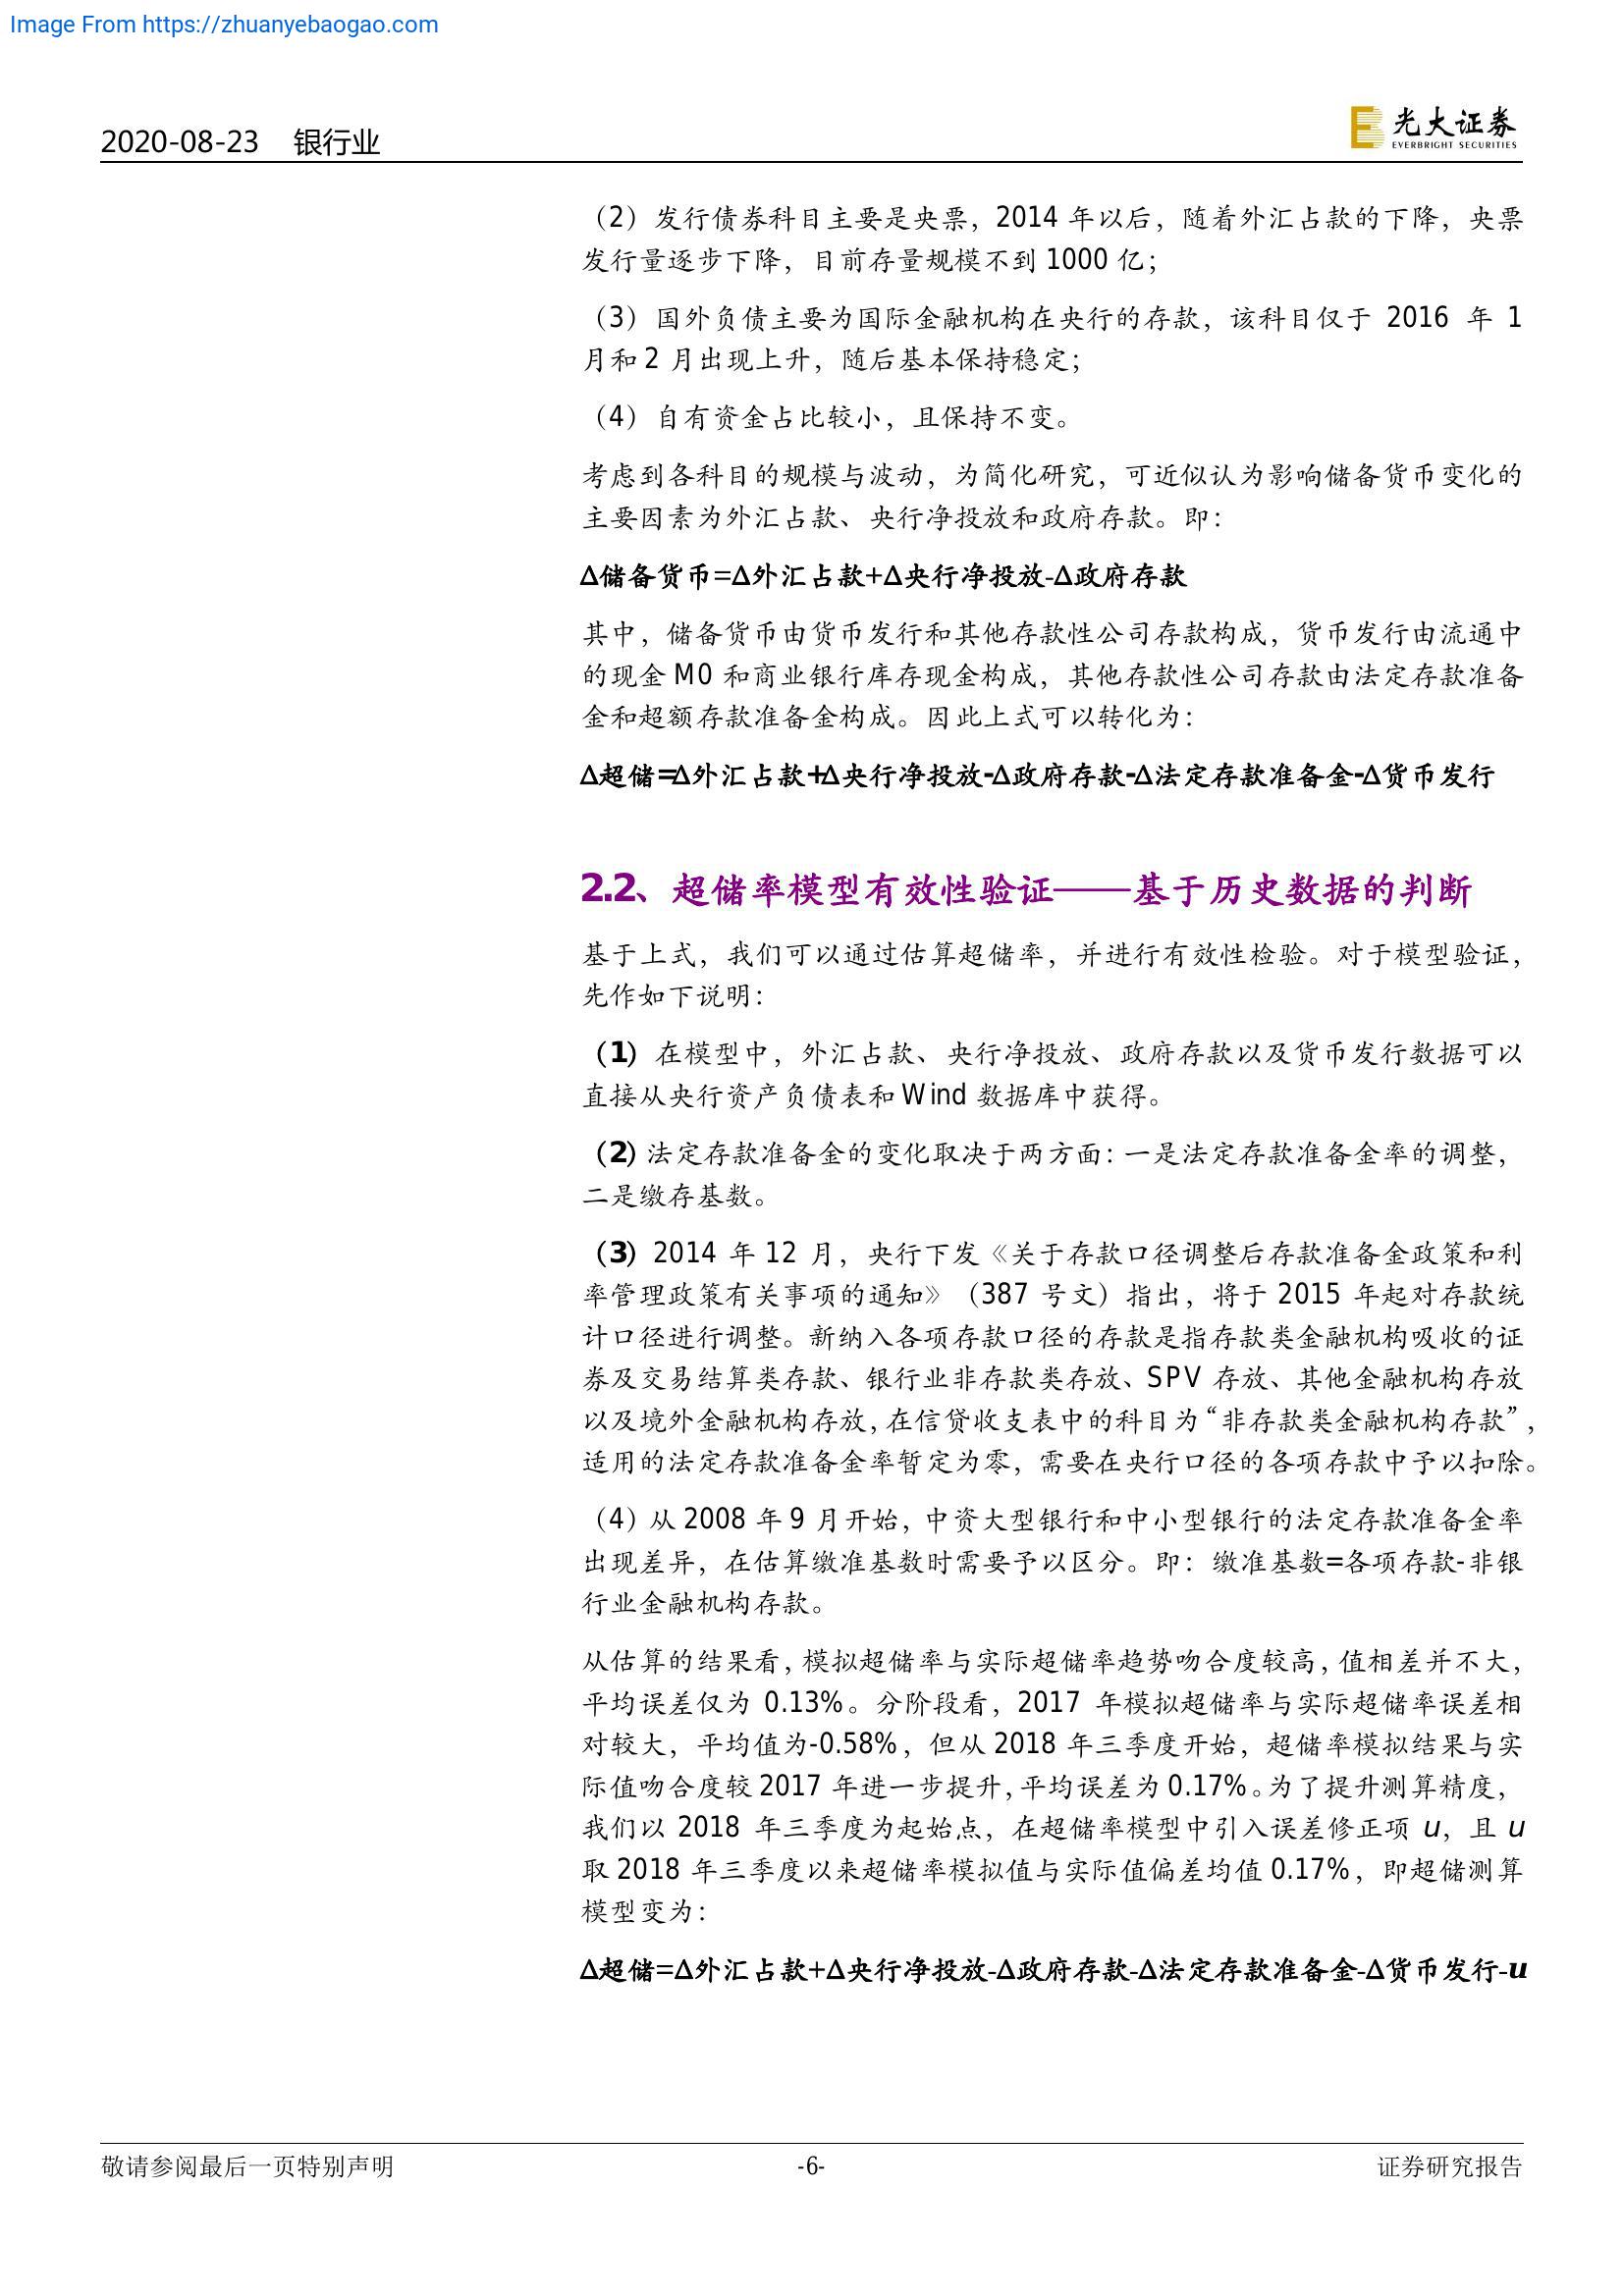 Image From https://zhuanyebaogao.com
2020-08-23 银行业
光大证券
EVERBRIGHT SECURITIES
（2）发行债券科目主要是央票，2014 年以后，随着外汇占款的下降，央票
发行量逐步下降，目前存量规模不到 1000 亿；
（3）国外负债主要为国际金融机构在央行的存款，该科目仅于 2016 年 1
月和 2 月出现上升，随后基本保持稳定；
（4）自有资金占比较小，且保持不变。
考虑到各科目的规模与波动，为简化研究，可近似认为影响储备货币变化的
主要因素为外汇占款、央行净投放和政府存款。即：
Δ储备货币=Δ外汇占款+Δ央行净投放-Δ政府存款
其中，储备货币由货币发行和其他存款性公司存款构成，货币发行由流通中
的现金 M0 和商业银行库存现金构成，其他存款性公司存款由法定存款准备
金和超额存款准备金构成。因此上式可以转化为：
Δ超储=Δ外汇占款+Δ央行净投放-Δ政府存款-Δ法定存款准备金-Δ货币发行
2.2、超储率模型有效性验证——基于历史数据的判断
基于上式，我们可以通过估算超储率，并进行有效性检验。对于模型验证，
先作如下说明：
（1）在模型中，外汇占款、央行净投放、政府存款以及货币发行数据可以
直接从央行资产负债表和 Wind 数据库中获得。
（2）法定存款准备金的变化取决于两方面：一是法定存款准备金率的调整，
二是缴存基数。
（3）2014 年 12 月，央行下发《关于存款口径调整后存款准备金政策和利
率管理政策有关事项的通知》（387 号文）指出，将于 2015 年起对存款统
计口径进行调整。新纳入各项存款口径的存款是指存款类金融机构吸收的证
券及交易结算类存款、银行业非存款类存放、SPV 存放、其他金融机构存放
以及境外金融机构存放，在信贷收支表中的科目为“非存款类金融机构存款”，
适用的法定存款准备金率暂定为零，需要在央行口径的各项存款中予以扣除。
（4）从 2008 年 9 月开始，中资大型银行和中小型银行的法定存款准备金率
出现差异，在估算缴准基数时需要予以区分。即：缴准基数=各项存款-非银
行业金融机构存款。
从估算的结果看，模拟超储率与实际超储率趋势吻合度较高，值相差并不大，
平均误差仅为 0.13%。分阶段看，2017 年模拟超储率与实际超储率误差相
对较大，平均值为-0.58%，但从 2018 年三季度开始，超储率模拟结果与实
际值吻合度较 2017 年进一步提升，平均误差为 0.17%。为了提升测算精度，
我们以 2018 年三季度为起始点，在超储率模型中引入误差修正项 u，且 u
取 2018 年三季度以来超储率模拟值与实际值偏差均值 0.17%，即超储测算
模型变为：
Δ超储=Δ外汇占款+Δ央行净投放-Δ政府存款-Δ法定存款准备金-Δ货币发行-u
敬请参阅最后一页特别声明 -6- 证券研究报告